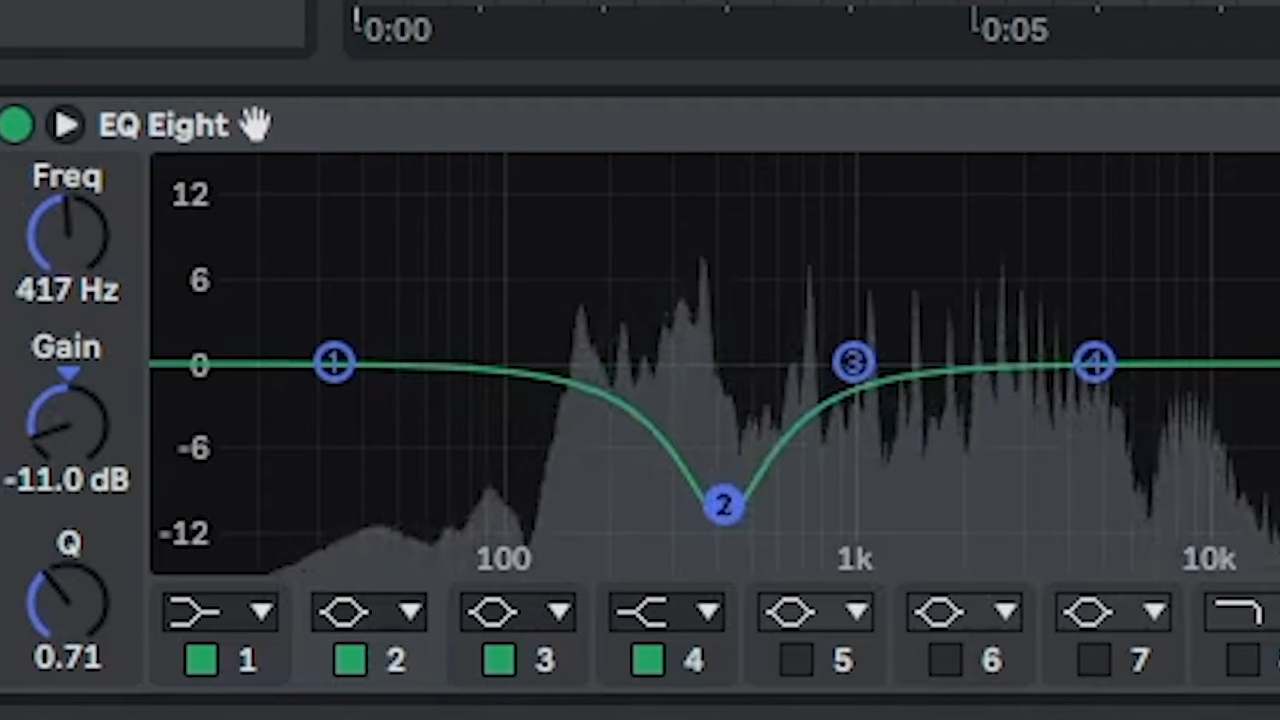 0:00 0:05
EQ Eight
Freq
417 Hz
Gain
-11.0 dB
Q
0.71
12
6
0
-6
-12
1 2 3 4
100 1k 10k
1 2 3 4 5 6 7